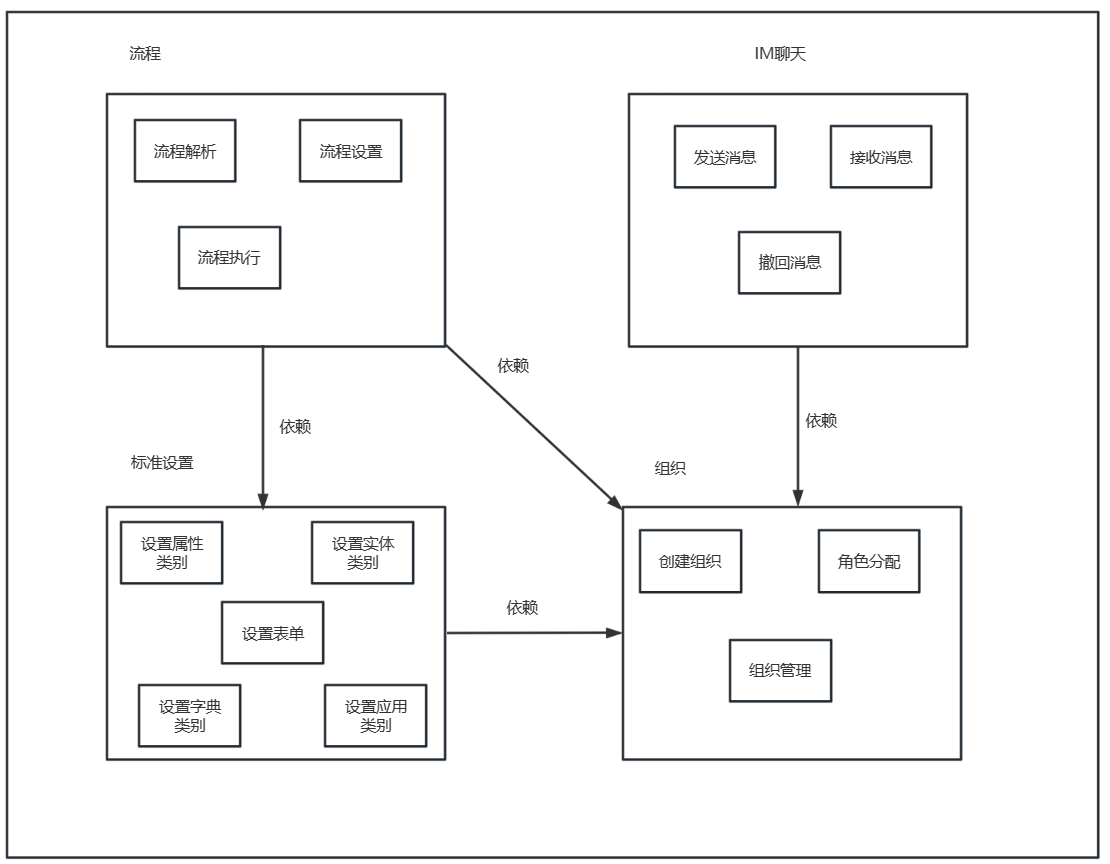 流程
IM聊天
流程解析
流程设置
流程执行
发送消息
接收消息
撤回消息
依赖
依赖
依赖
标准设置
组织
设置属性
类别
设置实体
类别
设置表单
设置字典
类别
设置应用
类别
依赖
创建组织
角色分配
组织管理